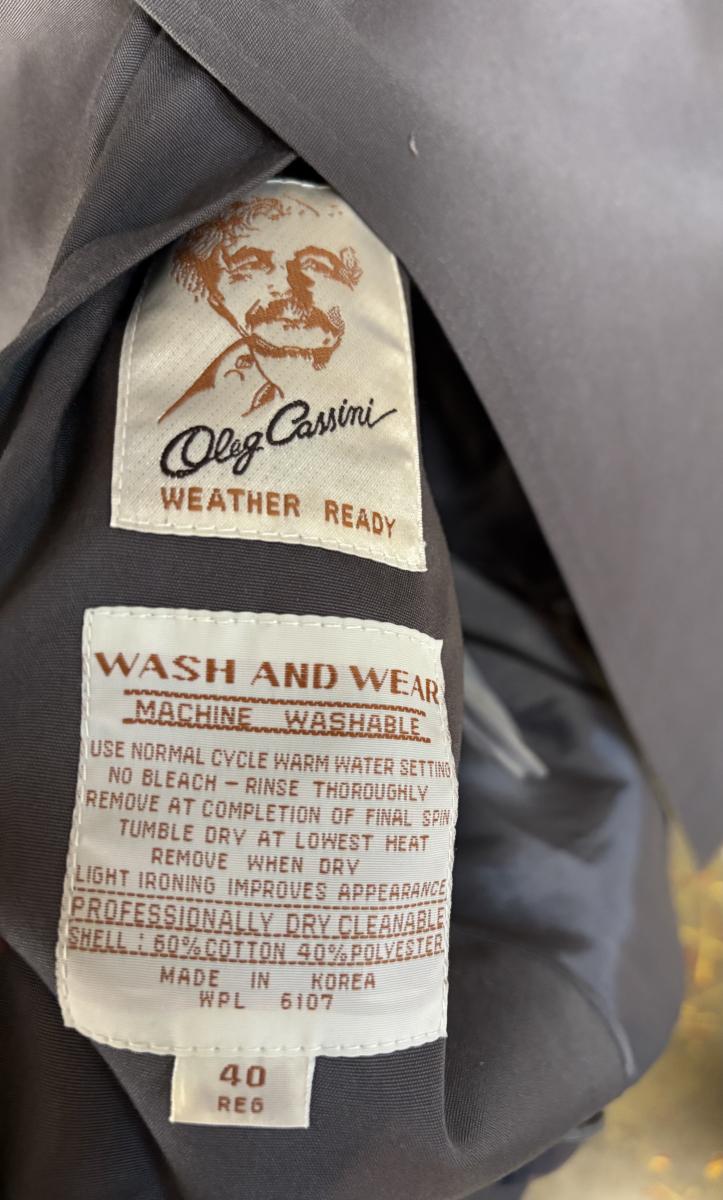 Oleg Cassini
WEATHER READY
WASH AND WEAR
MACHINE WASHABLE
USE NORMAL CYCLE WARM WATER SETTING
NO BLEACH – RINSE THOROUGHLY
REMOVE AT COMPLETION OF FINAL SPIN
TUMBLE DRY AT LOWEST HEAT
REMOVE WHEN DRY
LIGHT IRONING IMPROVES APPEARANCE
PROFESSIONALLY DRY CLEANABLE
SHELL : 60% COTTON 40% POLYESTER
MADE IN KOREA
WPL 6107
40
REG